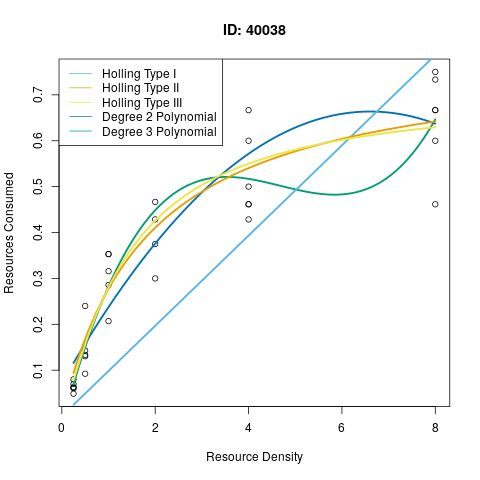 ID: 40038
Holling Type I
Holling Type II
Holling Type III
Degree 2 Polynomial
Degree 3 Polynomial
Resources Consumed
0.7
0.6
0.5
0.4
0.3
0.2
0.1
0 2 4 6 8
Resource Density